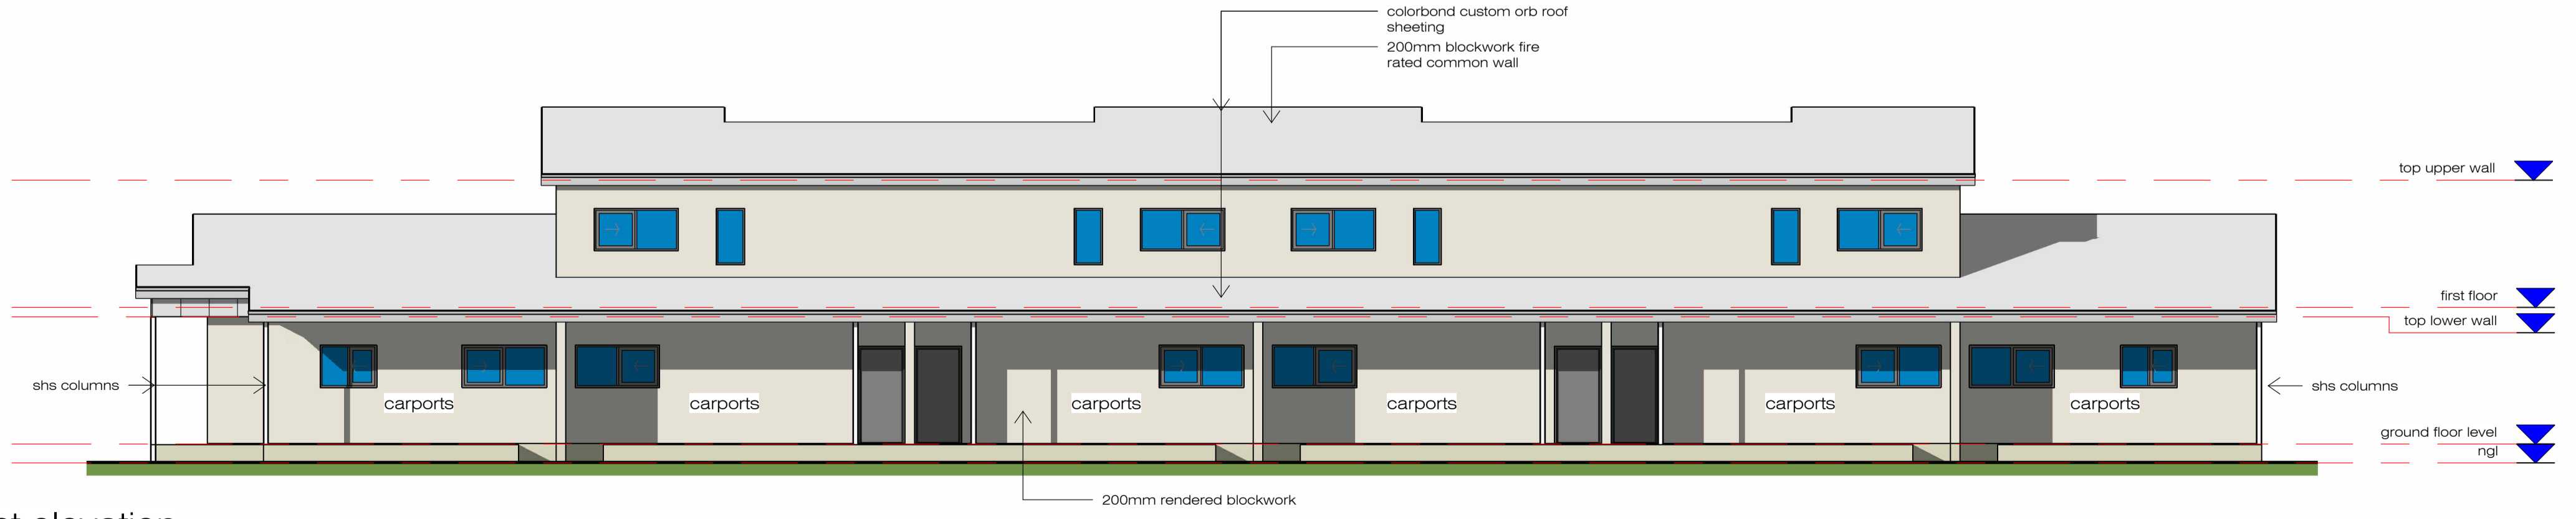 colorbond custom orb roof
sheeting
200mm blockwork fire
rated common wall
top upper wall
first floor
top lower wall
shs columns
shs columns
carports
carports
carports
carports
carports
carports
ground floor level
ngl
200mm rendered blockwork
elevation